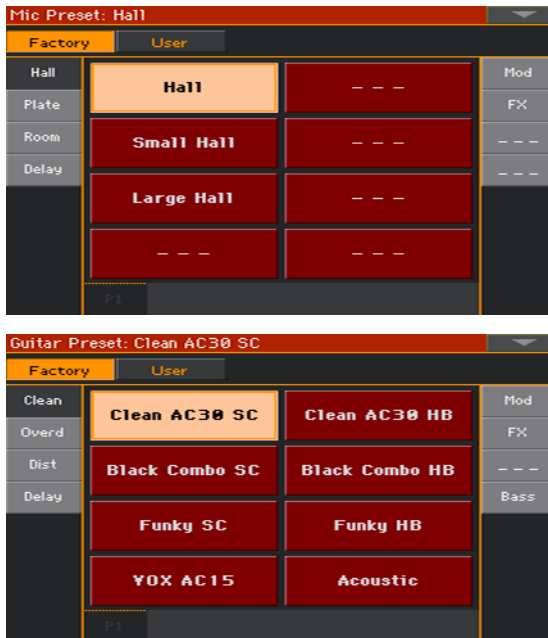 Mic Preset: Hall
Factory User
Hall Hall - - - Mod
Plate FX
Room Small Hall - - - - - -
Delay - - -
Large Hall - - -
- - - - - -
P1
Guitar Preset: Clean AC30 SC
Factory User
Clean Clean AC30 SC Clean AC30 HB Mod
Overd FX
Dist Black Combo SC Black Combo HB - - -
Delay Bass
Funky SC Funky HB
VOX AC15 Acoustic
P1